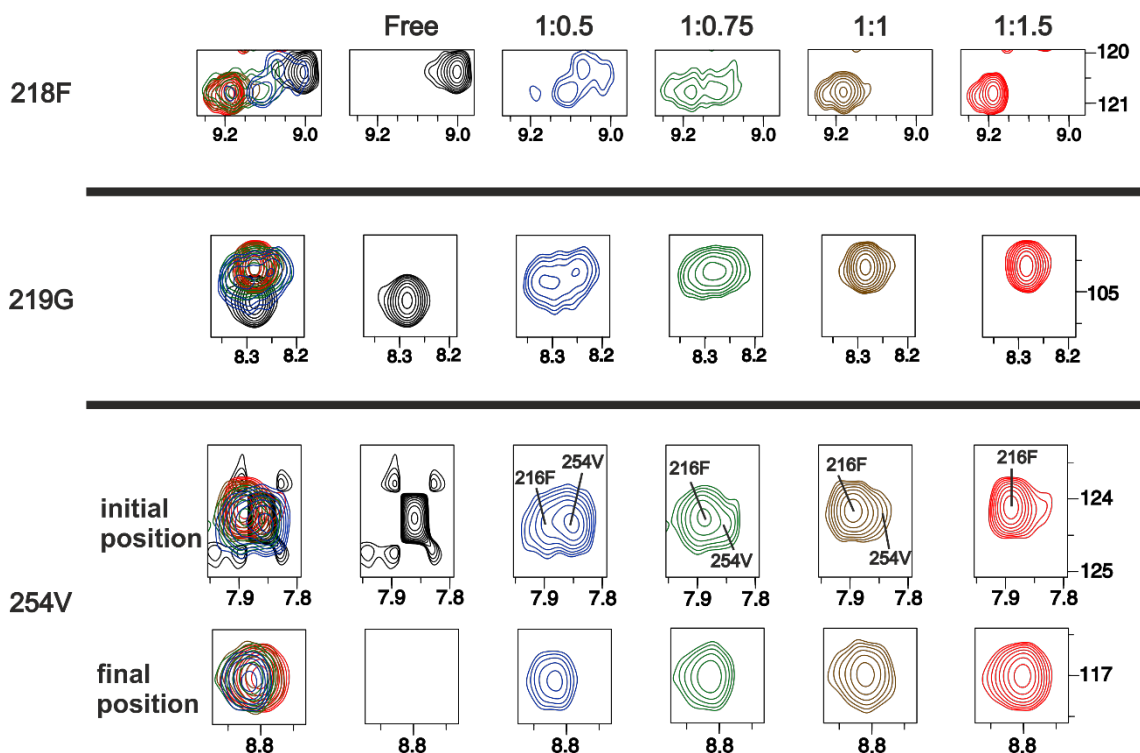 Free 1:0.5 1:0.75 1:1 1:1.5
218F
120
121
9.2 9.0 9.2 9.0 9.2 9.0 9.2 9.0 9.2 9.0 9.2 9.0
219G
105
8.3 8.2 8.3 8.2 8.3 8.2 8.3 8.2 8.3 8.2 8.3 8.2
254V
initial
position
216F 254V
216F 254V
216F 254V
216F
124
125
7.9 7.8 7.9 7.8 7.9 7.8 7.9 7.8 7.9 7.8 7.9 7.8
final
position
117
8.8 8.8 8.8 8.8 8.8 8.8